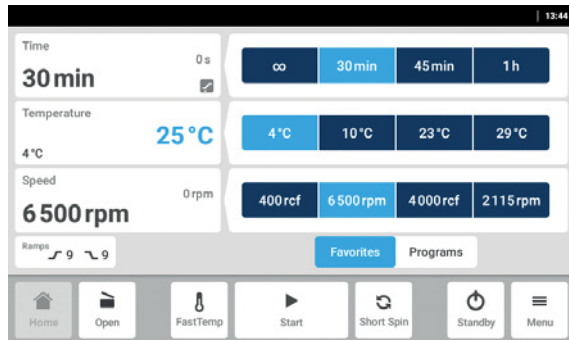 13:44
Time
0 s
30 min
∞ 30 min 45 min 1 h
Temperature
25 °C
4 °C
4 °C 10 °C 23 °C 29 °C
Speed
0 rpm
6 500 rpm
400 rcf 6 500 rpm 4 000 rcf 2 115 rpm
Ramps 9 9
Favorites Programs
Home Open FastTemp Start Short Spin Standby Menu